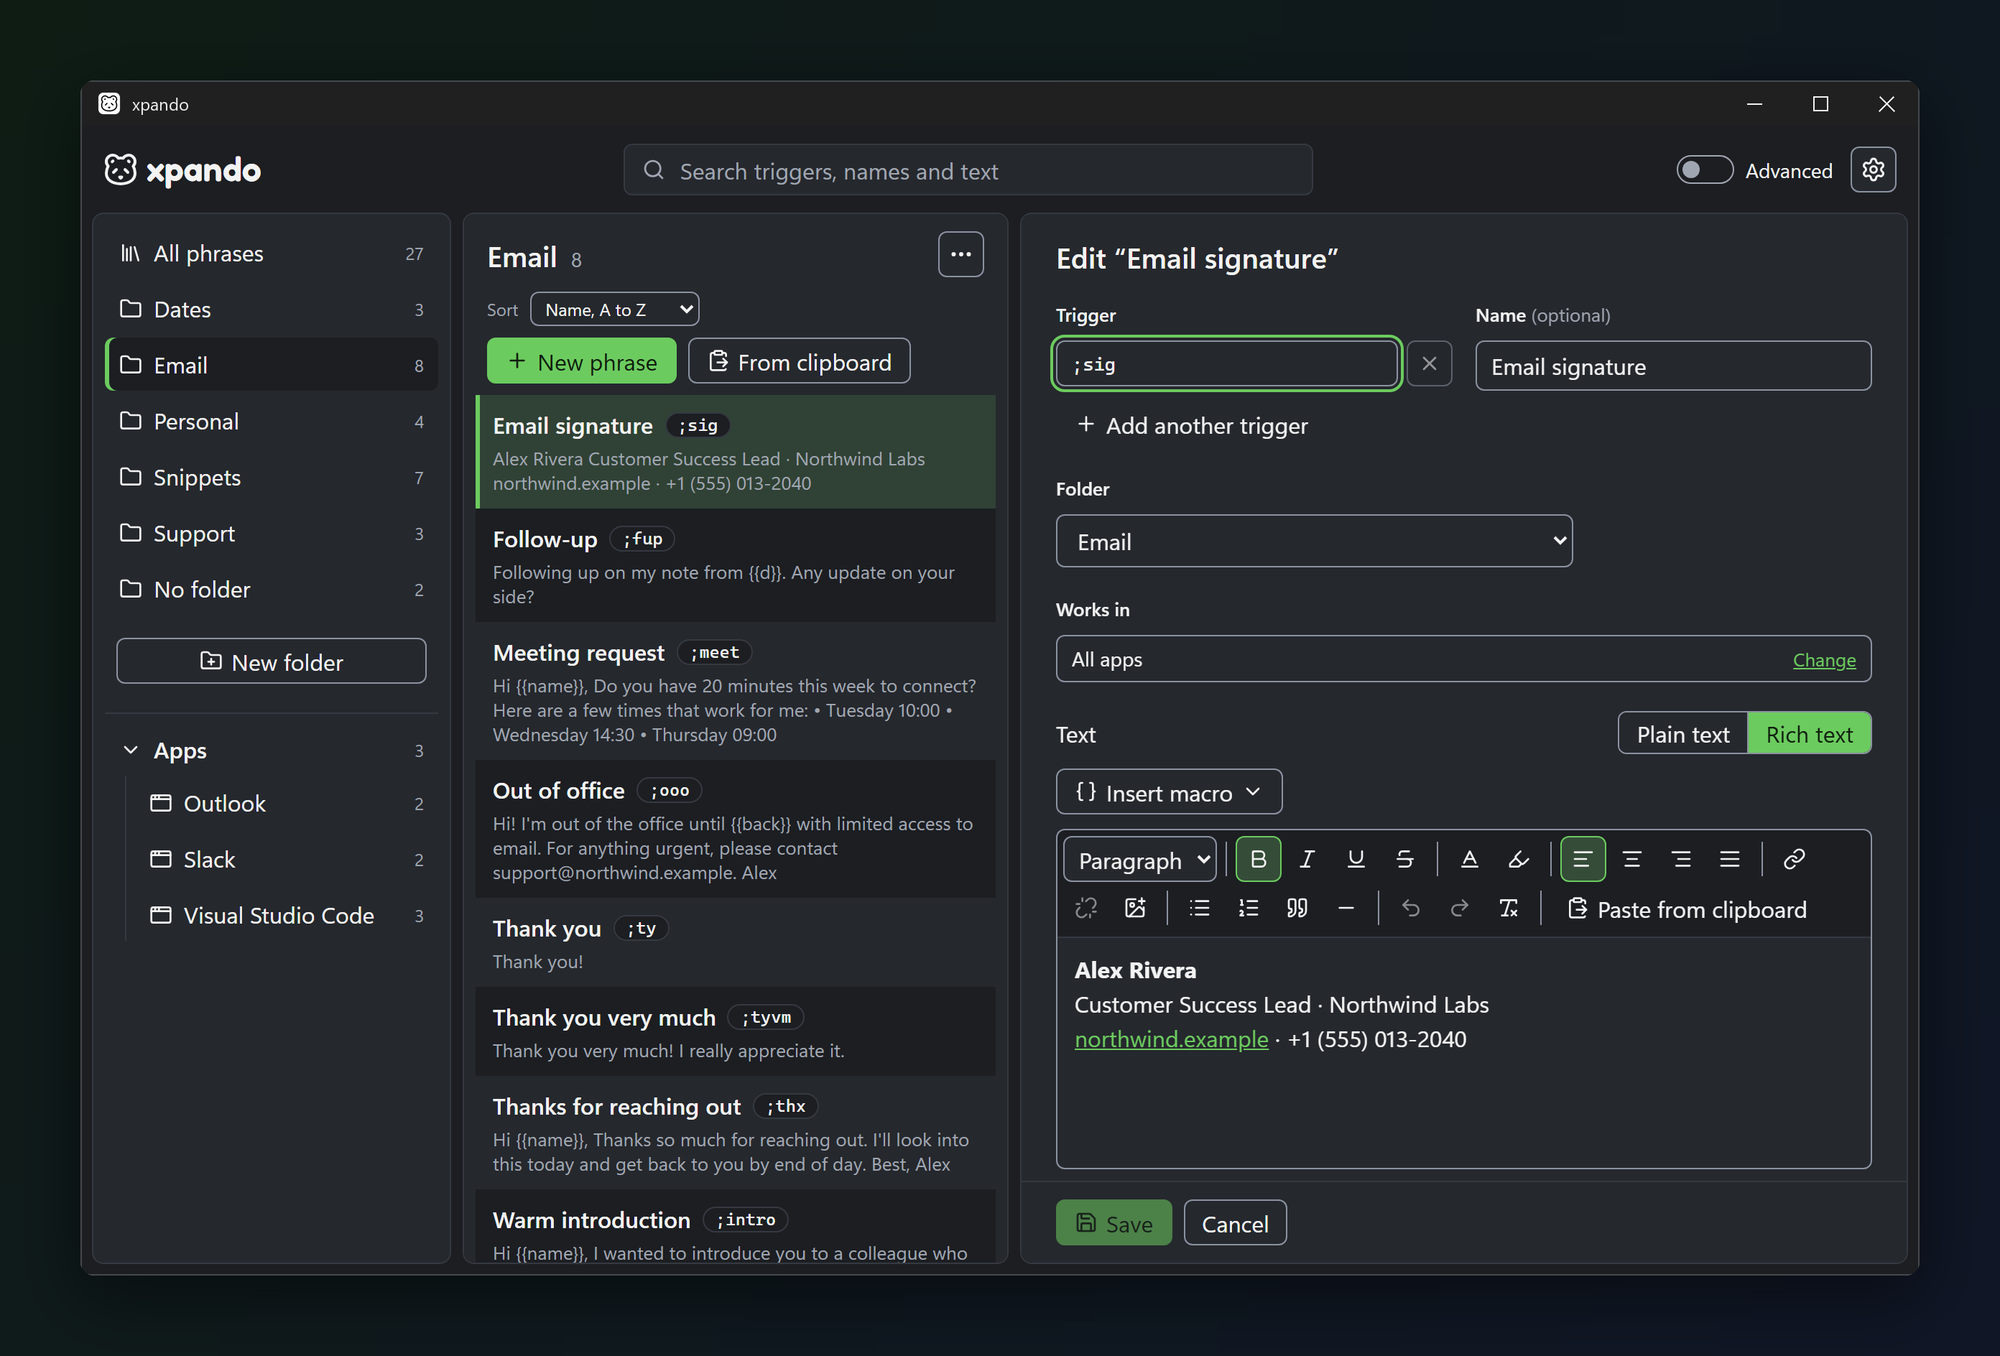 xpando
xpando
Search triggers, names and text
Advanced
All phrases 27
Dates 3
Email 8
Personal 4
Snippets 7
Support 3
No folder 2
New folder
Apps 3
Outlook 2
Slack 2
Visual Studio Code 3
Email 8
Sort Name, A to Z
New phrase From clipboard
Email signature ;sig
Alex Rivera Customer Success Lead · Northwind Labs
northwind.example · +1 (555) 013-2040
Follow-up ;fup
Following up on my note from {{d}}. Any update on your
side?
Meeting request ;meet
Hi {{name}}, Do you have 20 minutes this week to connect?
Here are a few times that work for me: • Tuesday 10:00 •
Wednesday 14:30 • Thursday 09:00
Out of office ;ooo
Hi! I'm out of the office until {{back}} with limited access to
email. For anything urgent, please contact
support@northwind.example. Alex
Thank you ;ty
Thank you!
Thank you very much ;tyvm
Thank you very much! I really appreciate it.
Thanks for reaching out ;thx
Hi {{name}}, Thanks so much for reaching out. I'll look into
this today and get back to you by end of day. Best, Alex
Warm introduction ;intro
Hi {{name}}, I wanted to introduce you to a colleague who
Edit “Email signature”
Trigger
;sig
Name (optional)
Email signature
Add another trigger
Folder
Email
Works in
All apps Change
Text
Plain text Rich text
{} Insert macro
Paragraph B I U S A
Paste from clipboard
Alex Rivera
Customer Success Lead · Northwind Labs
northwind.example · +1 (555) 013-2040
Save Cancel